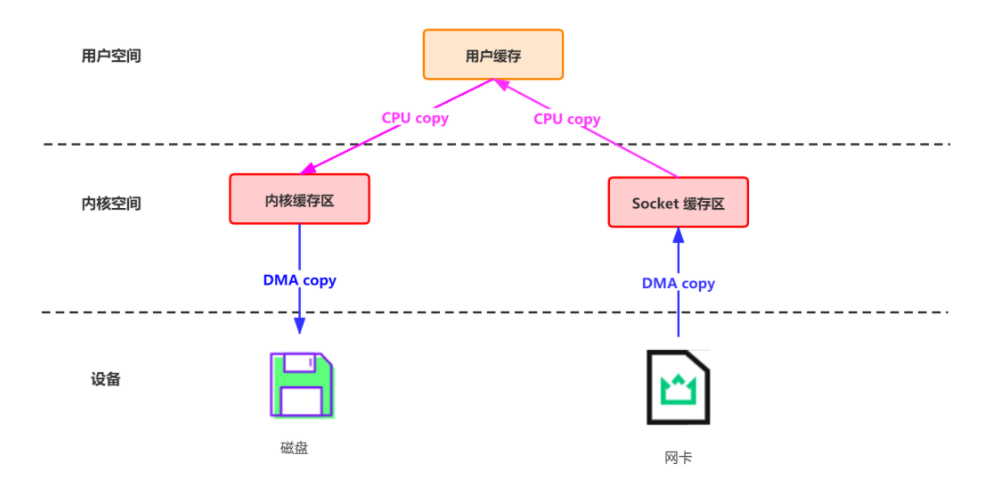 用户空间
用户缓存
CPU copy
CPU copy
内核空间
内核缓存区
Socket 缓存区
DMA copy
DMA copy
设备
磁盘
网卡